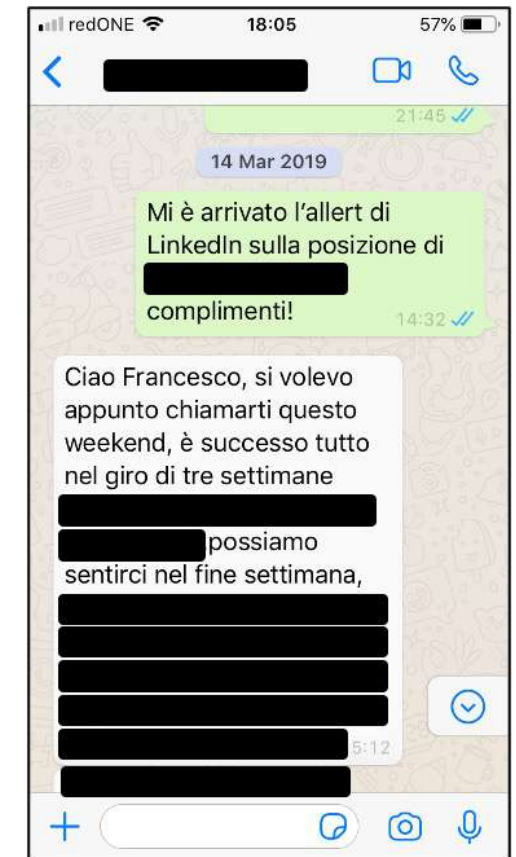 redONE 18:05 57%
21:45
14 Mar 2019
Mi è arrivato l'allert di
LinkedIn sulla posizione di
complimenti!
14:32
Ciao Francesco, si volevo
appunto chiamarti questo
weekend, è successo tutto
nel giro di tre settimane
possiamo
sentirci nel fine settimana,
5:12